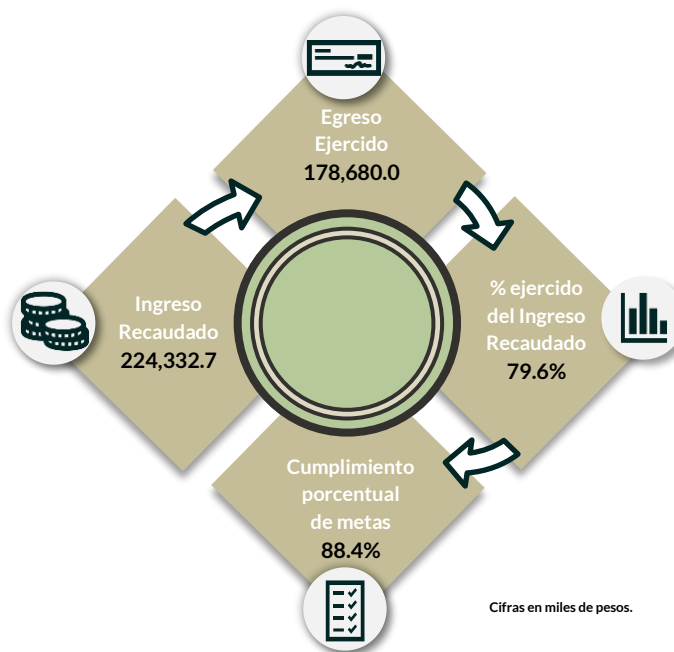 Egreso
Ejercido
178,680.0
Ingreso
Recaudado
224,332.7
% ejercido
del Ingreso
Recaudado
79.6%
Cumplimiento
porcentual
de metas
88.4%
Cifras en miles de pesos.